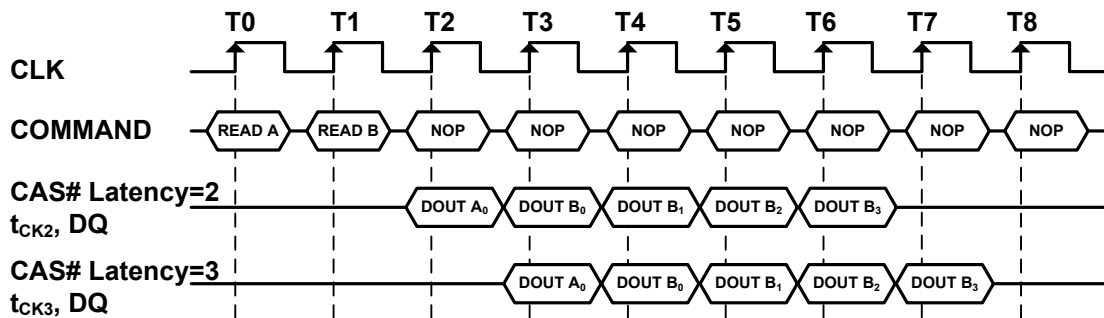 T0 T1 T2 T3 T4 T5 T6 T7 T8
CLK
COMMAND READ A READ B NOP NOP NOP NOP NOP NOP NOP
CAS# Latency=2
tCK2, DQ DOUT A0 DOUT B0 DOUT B1 DOUT B2 DOUT B3
CAS# Latency=3
tCK3, DQ DOUT A0 DOUT B0 DOUT B1 DOUT B2 DOUT B3